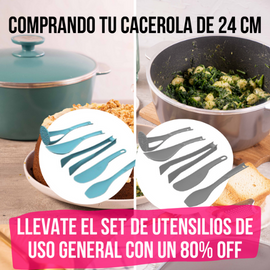 COMPRANDO TU CACEROLA DE 24 CM
LLEVATE EL SET DE UTENSILIOS DE
USO GENERAL CON UN 80% OFF